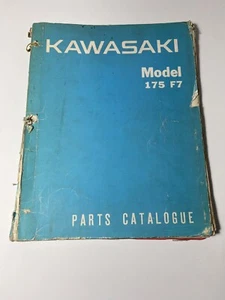 KAWASAKI
Model
175 F7
PARTS CATALOGUE